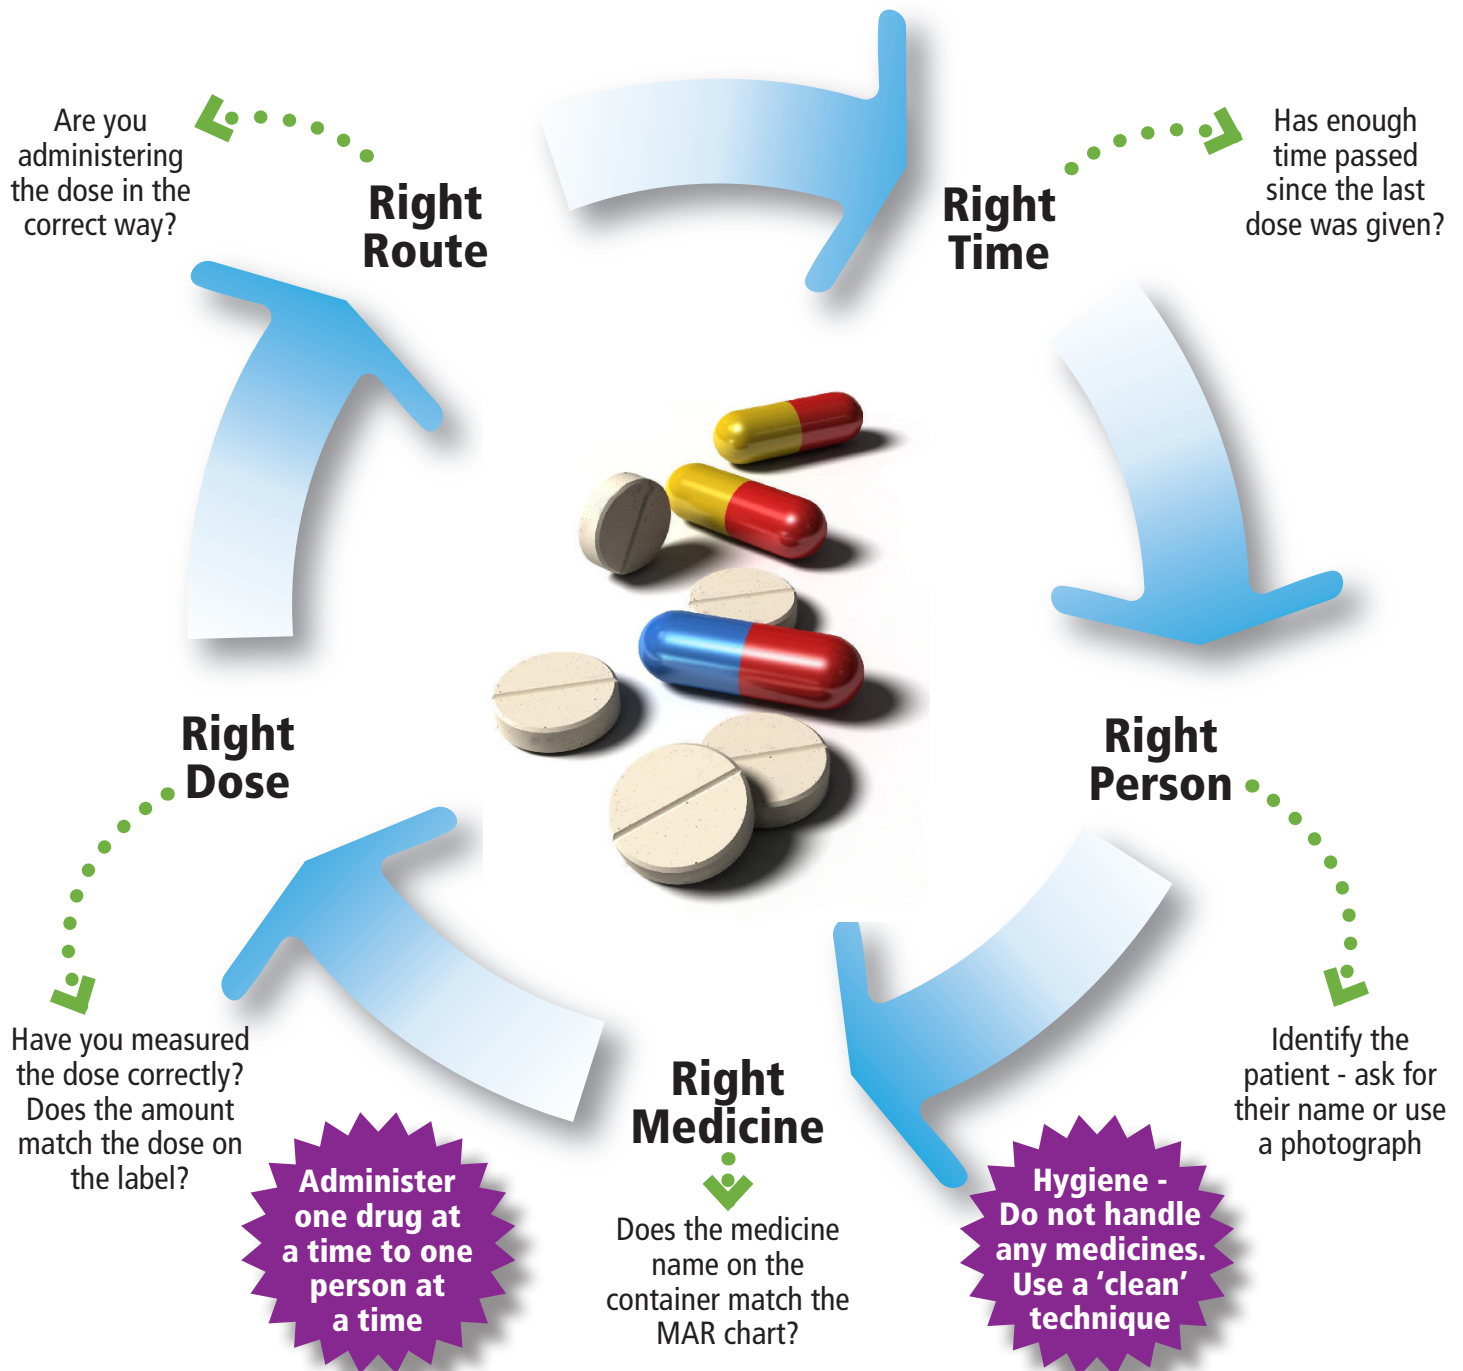 Are you
administering
the dose in the
correct way?
Right
Route
Right
Time
Has enough
time passed
since the last
dose was given?
Right
Dose
Have you measured
the dose correctly?
Does the amount
match the dose on
the label?
Right
Person
Identify the
patient - ask for
their name or use
a photograph
Right
Medicine
Does the medicine
name on the
container match the
MAR chart?
Administer
one drug at
a time to one
person at
a time
Hygiene -
Do not handle
any medicines.
Use a ‘clean’
technique